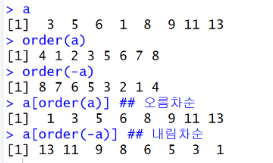 > a
[1]  3  5  6  1  8  9 11 13
> order(a)
[1] 4 1 2 3 5 6 7 8
> order(-a)
[1] 8 7 6 5 3 2 1 4
> a[order(a)] ## 오름차순
[1]  1  3  5  6  8  9 11 13
> a[order(-a)] ## 내림차순
[1] 13 11  9  8  6  5  3  1